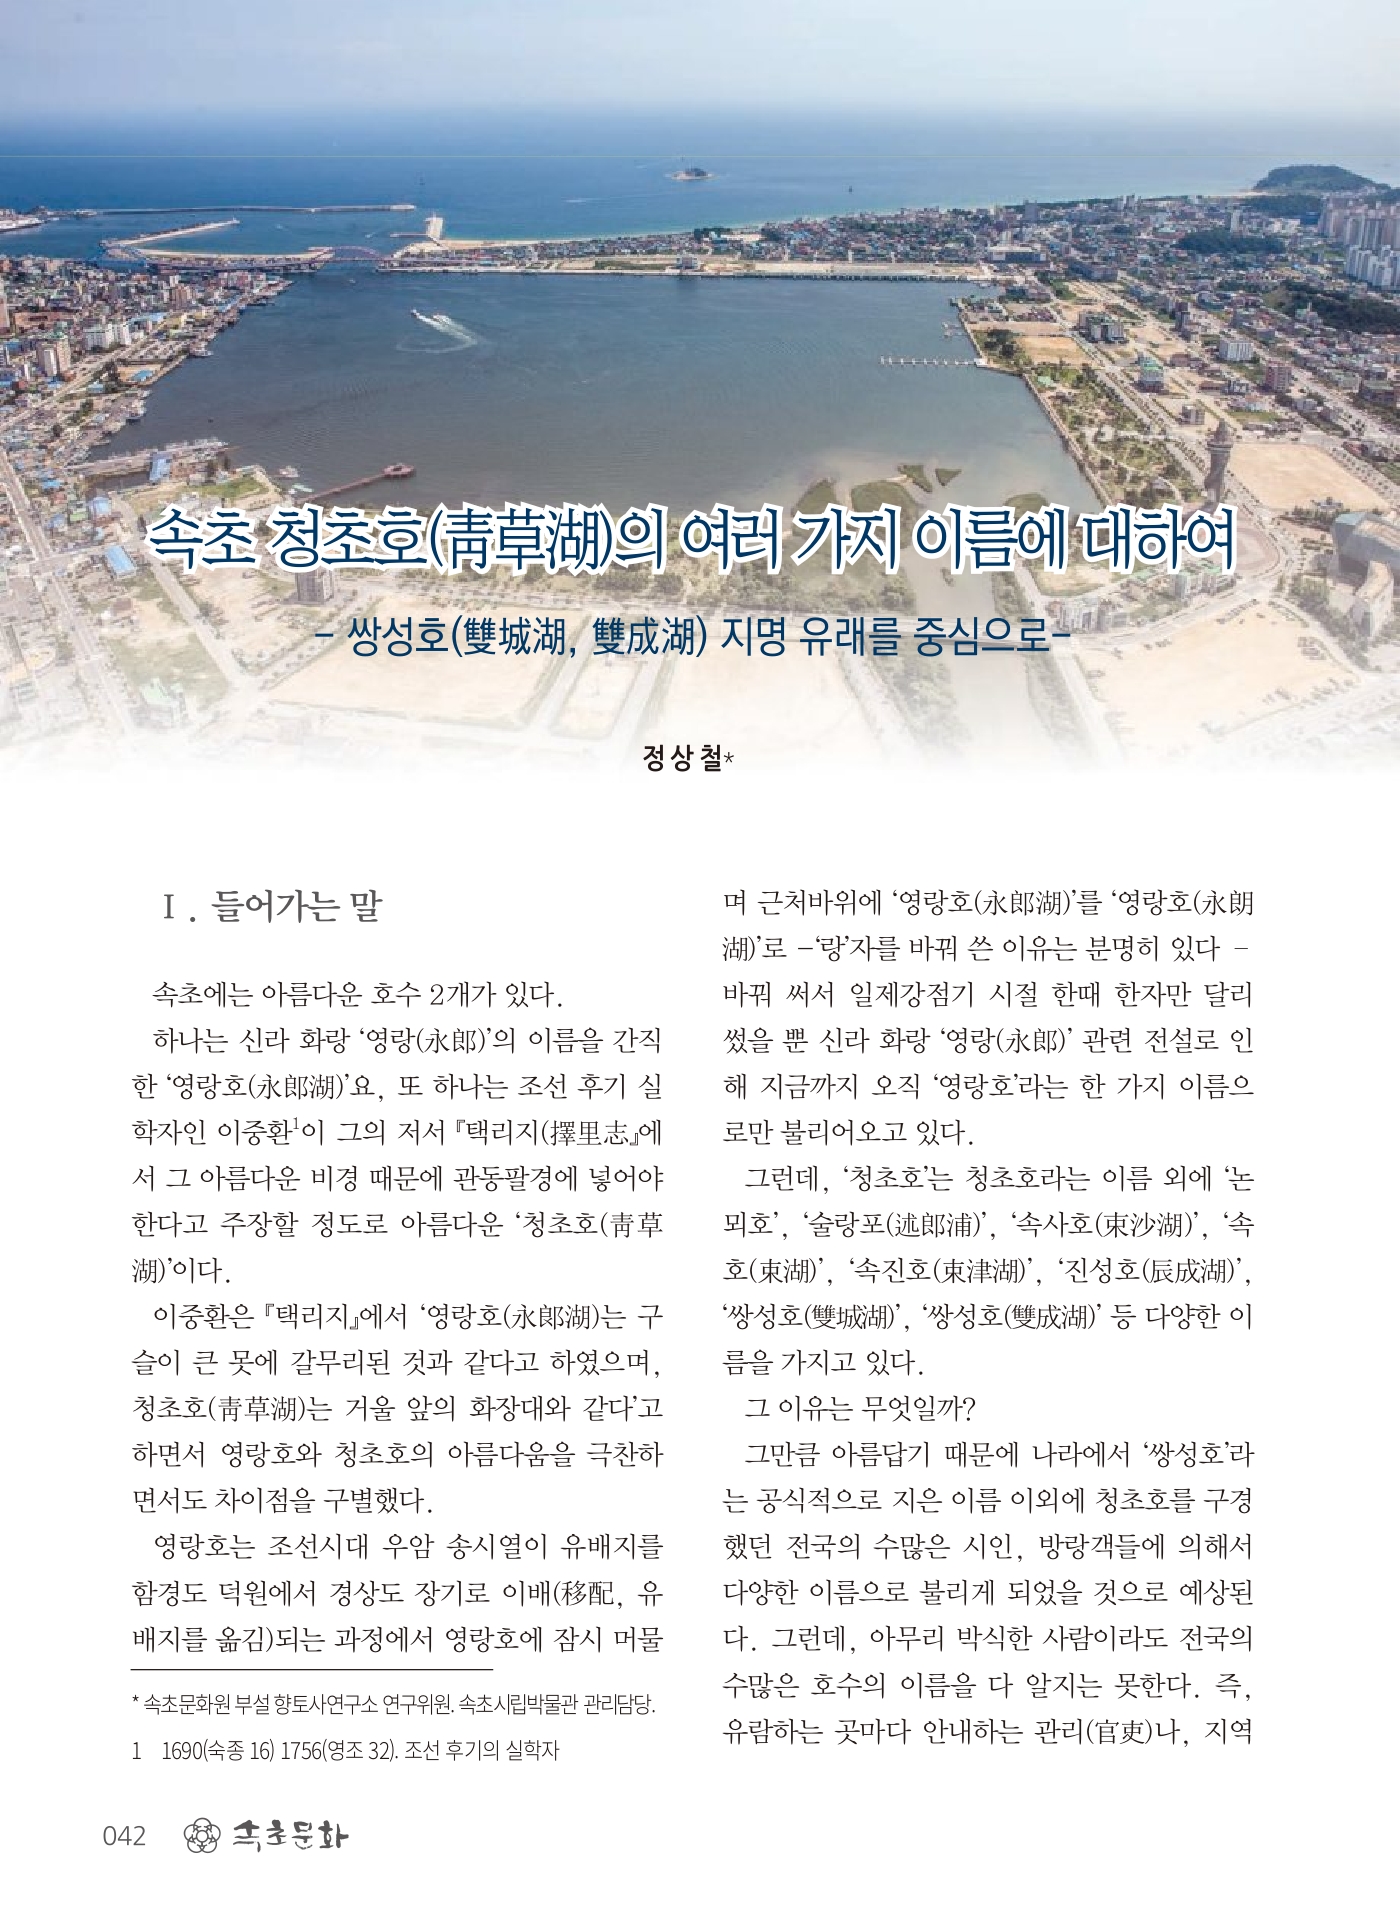 속초 청초호(靑草湖)의 여러 가지 이름에 대하여
- 쌍성호(雙城湖, 雙成湖) 지명 유래를 중심으로-
정 상 철*
Ⅰ. 들어가는 말
속초에는 아름다운 호수 2개가 있다.
하나는 신라 화랑 ‘영랑(永郎)’의 이름을 간직
한 ‘영랑호(永郎湖)’요, 또 하나는 조선 후기 실
학자인 이중환1이 그의 저서『택리지(擇里志』에
서 그 아름다운 비경 때문에 관동팔경에 넣어야
한다고 주장할 정도로 아름다운 ‘청초호(靑草
湖)’이다.
이중환은『택리지』에서 ‘영랑호(永郞湖)는 구
슬이 큰 못에 갈무리된 것과 같다고 하였으며,
청초호(靑草湖)는 거울 앞의 화장대와 같다’고
하면서 영랑호와 청초호의 아름다움을 극찬하
면서도 차이점을 구별했다.
영랑호는 조선시대 우암 송시열이 유배지를
함경도 덕원에서 경상도 장기로 이배(移配, 유
배지를 옮김)되는 과정에서 영랑호에 잠시 머물
* 속초문화원 부설 향토사연구소 연구위원. 속초시립박물관 관리담당.
1 1690(숙종 16) 1756(영조 32). 조선 후기의 실학자
며 근처바위에 ‘영랑호(永郎湖)’를 ‘영랑호(永朗
湖)’로 -‘랑’자를 바꿔 쓴 이유는 분명히 있다 -
바꿔 써서 일제강점기 시절 한때 한자만 달리
썼을 뿐 신라 화랑 ‘영랑(永郎)’ 관련 전설로 인
해 지금까지 오직 ‘영랑호’라는 한 가지 이름으
로만 불리어오고 있다.
그런데, ‘청초호’는 청초호라는 이름 외에 ‘논
뫼호’, ‘술랑포(述郎浦)’, ‘속사호(束沙湖)’, ‘속
호(束湖)’, ‘속진호(束津湖)’, ‘진성호(辰成湖)’,
‘쌍성호(雙城湖)’, ‘쌍성호(雙成湖)’ 등 다양한 이
름을 가지고 있다.
그 이유는 무엇일까?
그만큼 아름답기 때문에 나라에서 ‘쌍성호’라
는 공식적으로 지은 이름 이외에 청초호를 구경
했던 전국의 수많은 시인, 방랑객들에 의해서
다양한 이름으로 불리게 되었을 것으로 예상된
다. 그런데, 아무리 박식한 사람이라도 전국의
수많은 호수의 이름을 다 알지는 못한다. 즉,
유람하는 곳마다 안내하는 관리(官吏)나, 지역
042 속초문화